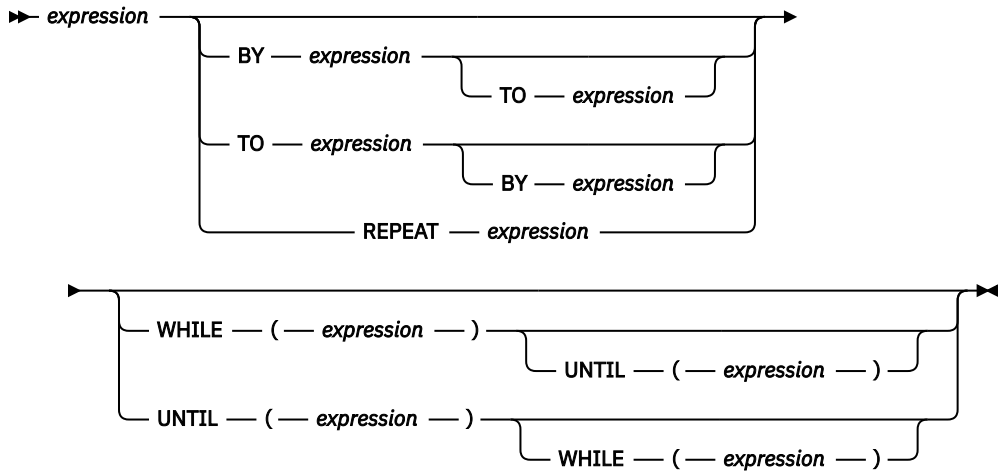 expression
BY expression
TO expression
TO expression
BY expression
REPEAT expression
WHILE ( expression )
UNTIL ( expression )
UNTIL ( expression )
WHILE ( expression )